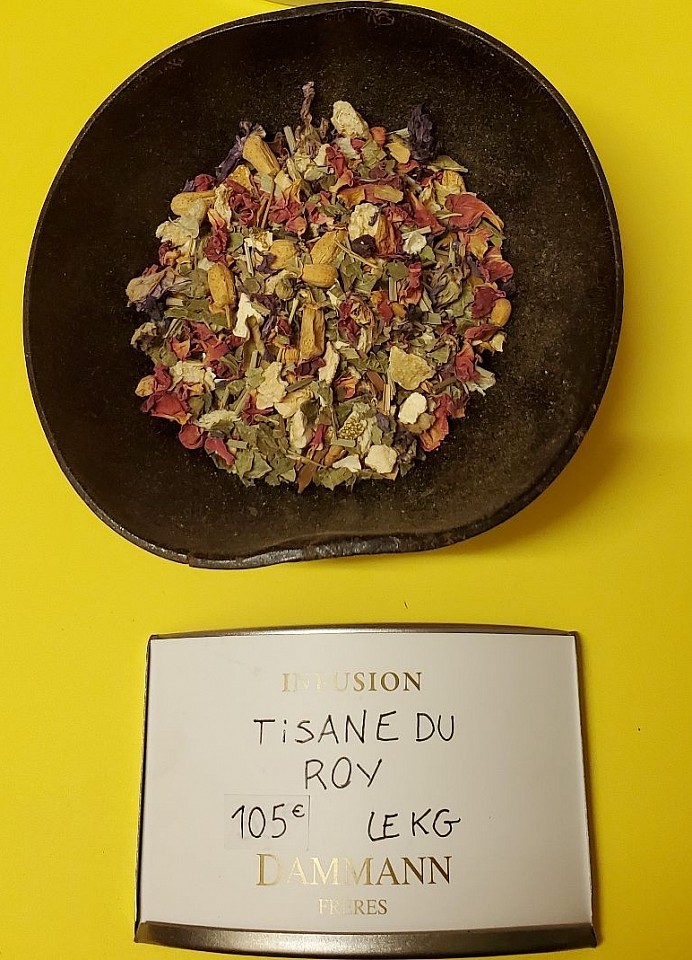 INFUSION
TiSANE DU
ROY
105€ LE KG
DAMMANN
FRERES